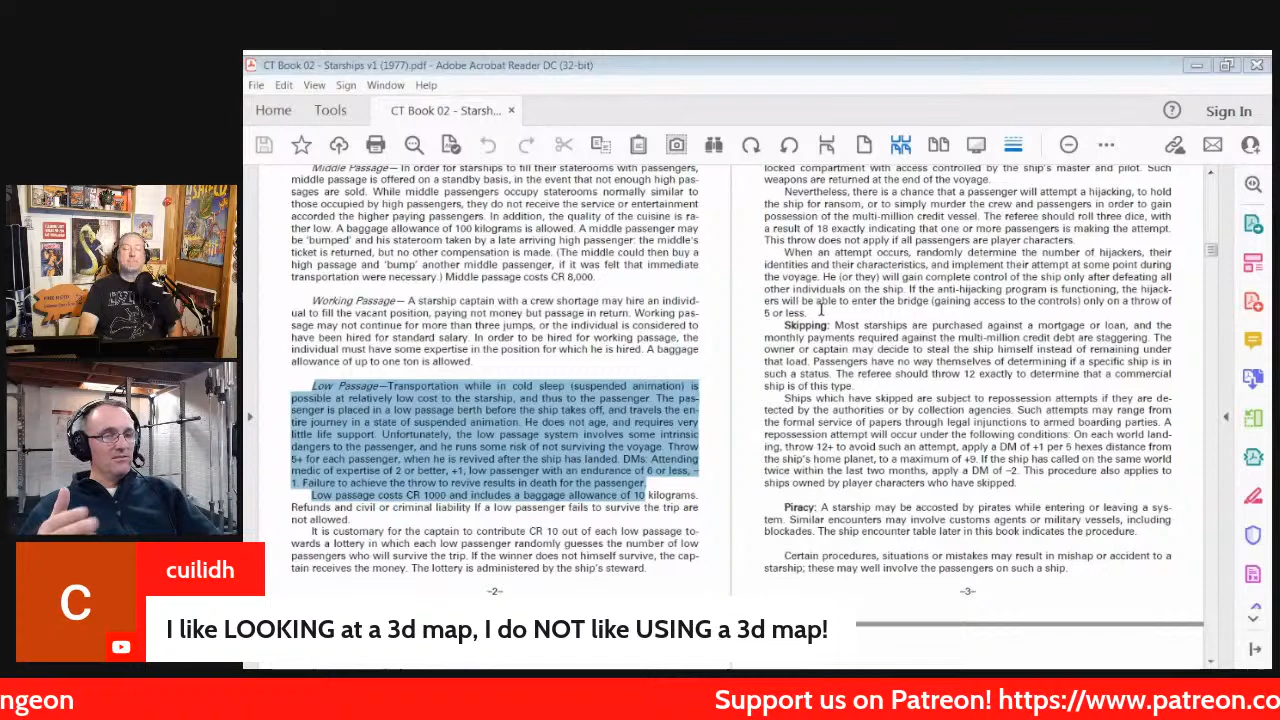 CT Book 02 - Starships v1 (1977).pdf - Adobe Acrobat Reader DC (32-bit)
File Edit View Sign Window Help
Home Tools CT Book 02 - Starsh... × Sign In
Middle Passage— In order for starships to fill their staterooms with passengers,
middle passage is offered on a standby basis, in the event that not enough high pas-
sages are sold. While middle passengers occupy staterooms normally similar to
those occupied by high passengers, they do not receive the service or entertainment
accorded the higher paying passengers. In addition, the quality of the cuisine is ra-
ther low. A baggage allowance of 100 kilograms is allowed. A middle passenger may
be 'bumped' and his stateroom taken by a late arriving high passenger: the middle's
ticket is returned, but no other compensation is made. (The middle could then buy a
high passage and 'bump' another middle passenger, if it was felt that immediate
transportation were necessary.) Middle passage costs CR 8,000.
Working Passage— A starship captain with a crew shortage may hire an individ-
ual to fill the vacant position, paying not money but passage in return. Working pas-
sage may not continue for more than three jumps, or the individual is considered to
have been hired for standard salary. In order to be hired for working passage, the
individual must have some expertise in the position for which he is hired. A baggage
allowance of up to one ton is allowed.
Low Passage—Transportation while in cold sleep (suspended animation) is
possible at relatively low cost to the starship, and thus to the passenger. The pas-
senger is placed in a low passage berth before the ship takes off, and travels the en-
tire journey in a state of suspended animation. He does not age, and requires very
little life support. Unfortunately, the low passage system involves some intrinsic
dangers to the passenger, and he runs some risk of not surviving the voyage. Throw
5+ for each passenger, when he is revived after the ship has landed. DMs: Attending
medic of expertise of 2 or better, +1, low passenger with an endurance of 6 or less, –
1. Failure to achieve the throw to revive results in death for the passenger.
Low passage costs CR 1000 and includes a baggage allowance of 10 kilograms.
Refunds and civil or criminal liability If a low passenger fails to survive the trip are
not allowed.
It is customary for the captain to contribute CR 10 out of each low passage to-
wards a lottery in which each low passenger randomly guesses the number of low
passengers who will survive the trip. If the winner does not himself survive, the cap-
tain receives the money. The lottery is administered by the ship's steward.
–2–
locked compartment with access controlled by the ship's master and pilot. Such
weapons are returned at the end of the voyage.
Nevertheless, there is a chance that a passenger will attempt a hijacking, to hold
the ship for ransom, or to simply murder the crew and passengers in order to gain
possession of the multi-million credit vessel. The referee should roll three dice, with
a result of 18 exactly indicating that one or more passengers is making the attempt.
This throw does not apply if all passengers are player characters.
When an attempt occurs, randomly determine the number of hijackers, their
identities and their characteristics, and implement their attempt at some point during
the voyage. He (or they) will gain complete control of the ship only after defeating all
other individuals on the ship. If the anti-hijacking program is functioning, the hijack-
ers will be able to enter the bridge (gaining access to the controls) only on a throw of
5 or less.
Skipping: Most starships are purchased against a mortgage or loan, and the
monthly payments required against the multi-million credit debt are staggering. The
owner or captain may decide to steal the ship himself instead of remaining under
that load. Passengers have no way themselves of determining if a specific ship is in
such a status. The referee should throw 12 exactly to determine that a commercial
ship is of this type.
Ships which have skipped are subject to repossession attempts if they are de-
tected by the authorities or by collection agencies. Such attempts may range from
the formal service of papers through legal injunctions to armed boarding parties. A
repossession attempt will occur under the following conditions: On each world land-
ing, throw 12+ to avoid such an attempt, apply a DM of +1 per 5 hexes distance from
the ship's home planet, to a maximum of +9. If the ship has called on the same world
twice within the last two months, apply a DM of –2. This procedure also applies to
ships owned by player characters who have skipped.
Piracy: A starship may be accosted by pirates while entering or leaving a sys-
tem. Similar encounters may involve customs agents or military vessels, including
blockades. The ship encounter table later in this book indicates the procedure.
Certain procedures, situations or mistakes may result in mishap or accident to a
starship; these may well involve the passengers on such a ship.
–3–
C
cuilidh
I like LOOKING at a 3d map, I do NOT like USING a 3d map!
ngeon Support us on Patreon! https://www.patreon.co